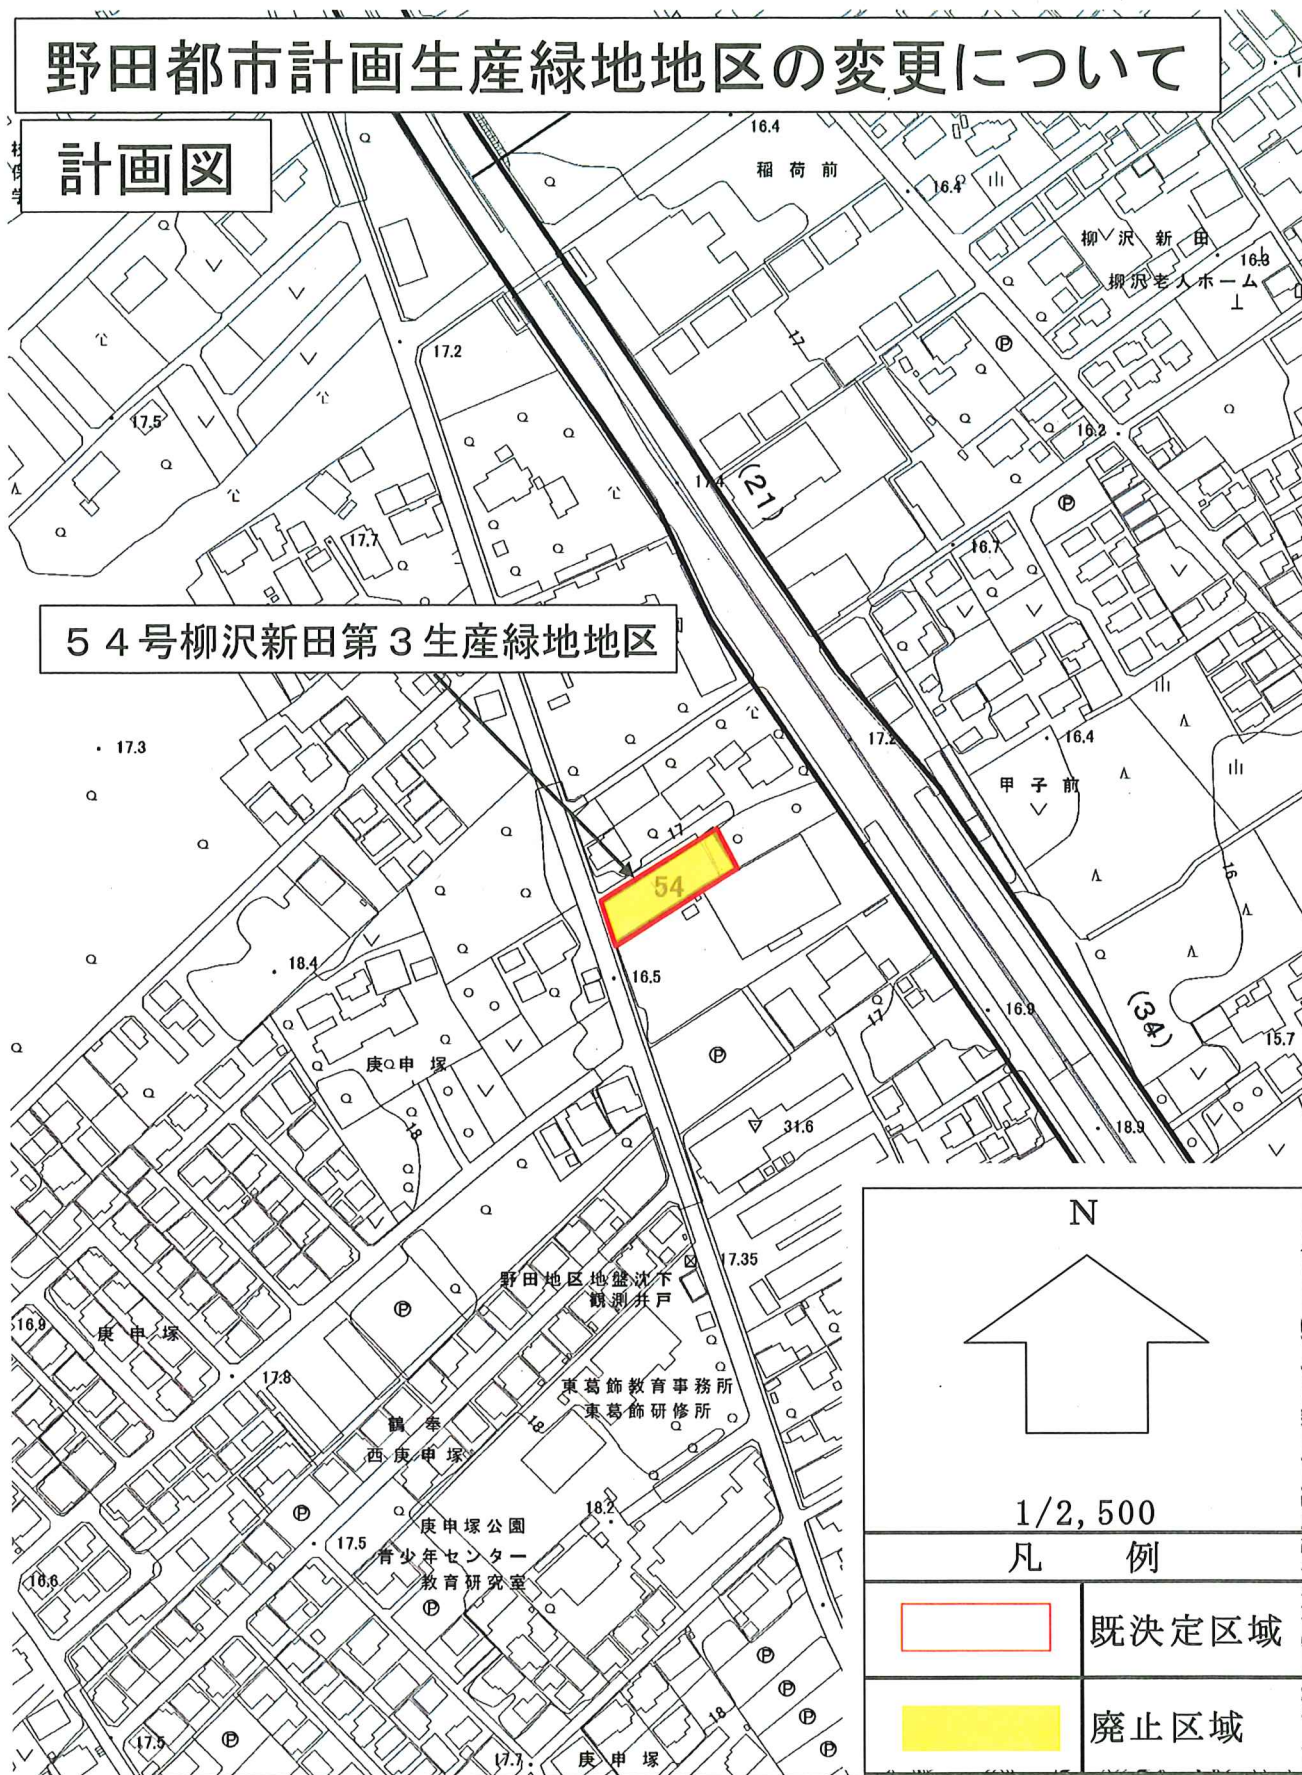 野田都市計画生産緑地地区の変更について
計画図
16.4
稲荷前
16.4
柳沢新田
16.3
柳沢老人ホーム
17
17.2
17.5
16.2
(21)
17.4
17.7
16.7
54号柳沢新田第3生産緑地地区
17.3
17.2
16.4
甲子前
17
54
16
18.4
16.5
16.9
(34)
17
15.7
庚申塚
18
31.6
18.9
N
17.35
野田地区地盤沈下
観測井戸
16.9
庚申塚
17.8
東葛飾教育事務所
東葛飾研修所
鶴奉
18
西庚申塚
18.2
1/2,500
庚申塚公園
17.5
青少年センター
凡例
16.6
教育研究室
既決定区域
18
廃止区域
17.5
17.7
庚申塚